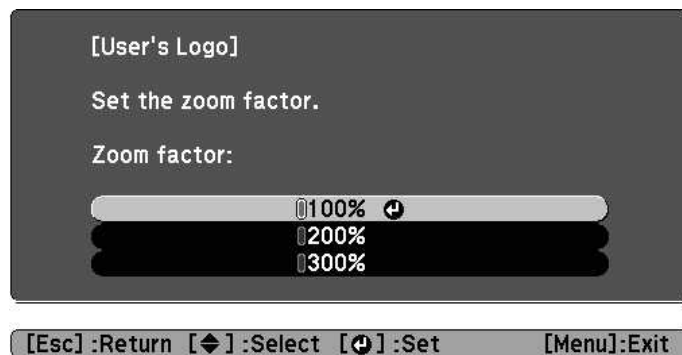 [User's Logo]
Set the zoom factor.
Zoom factor:
100%
200%
300%
[Esc] :Return [◆] :Select [⏎] :Set [Menu]:Exit